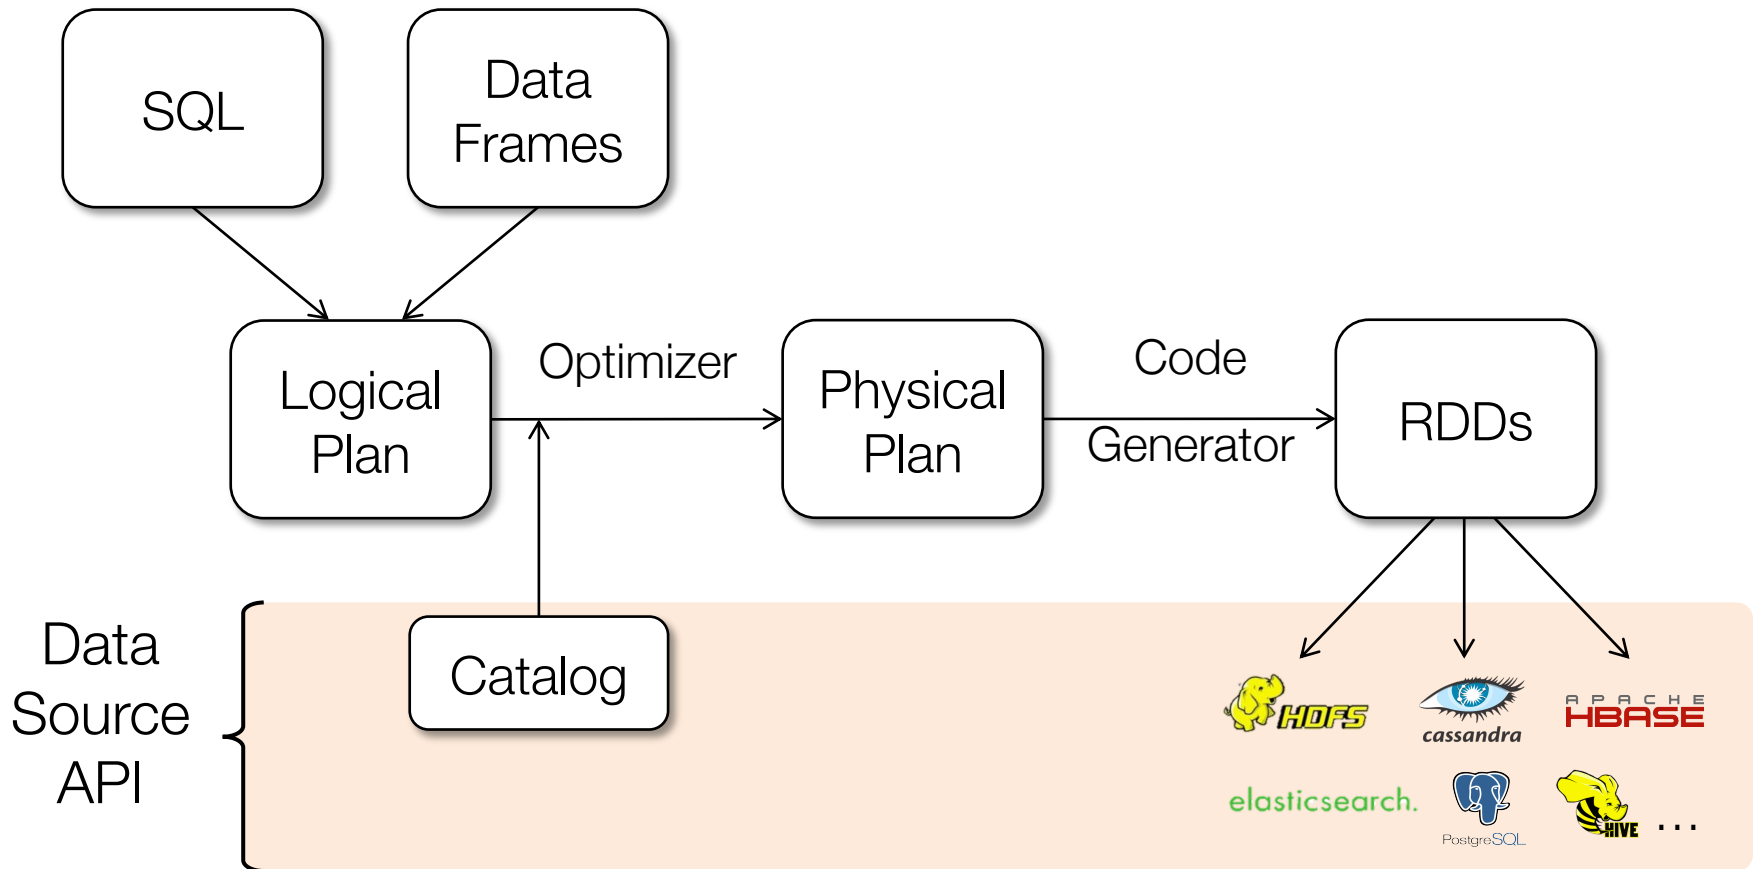 SQL
Data
Frames
Logical
Plan
Optimizer
Physical
Plan
Code
Generator
RDDs
Data
Source
API
Catalog
HDFS
cassandra
APACHE
HBASE
elasticsearch.
PostgreSQL
HIVE
...